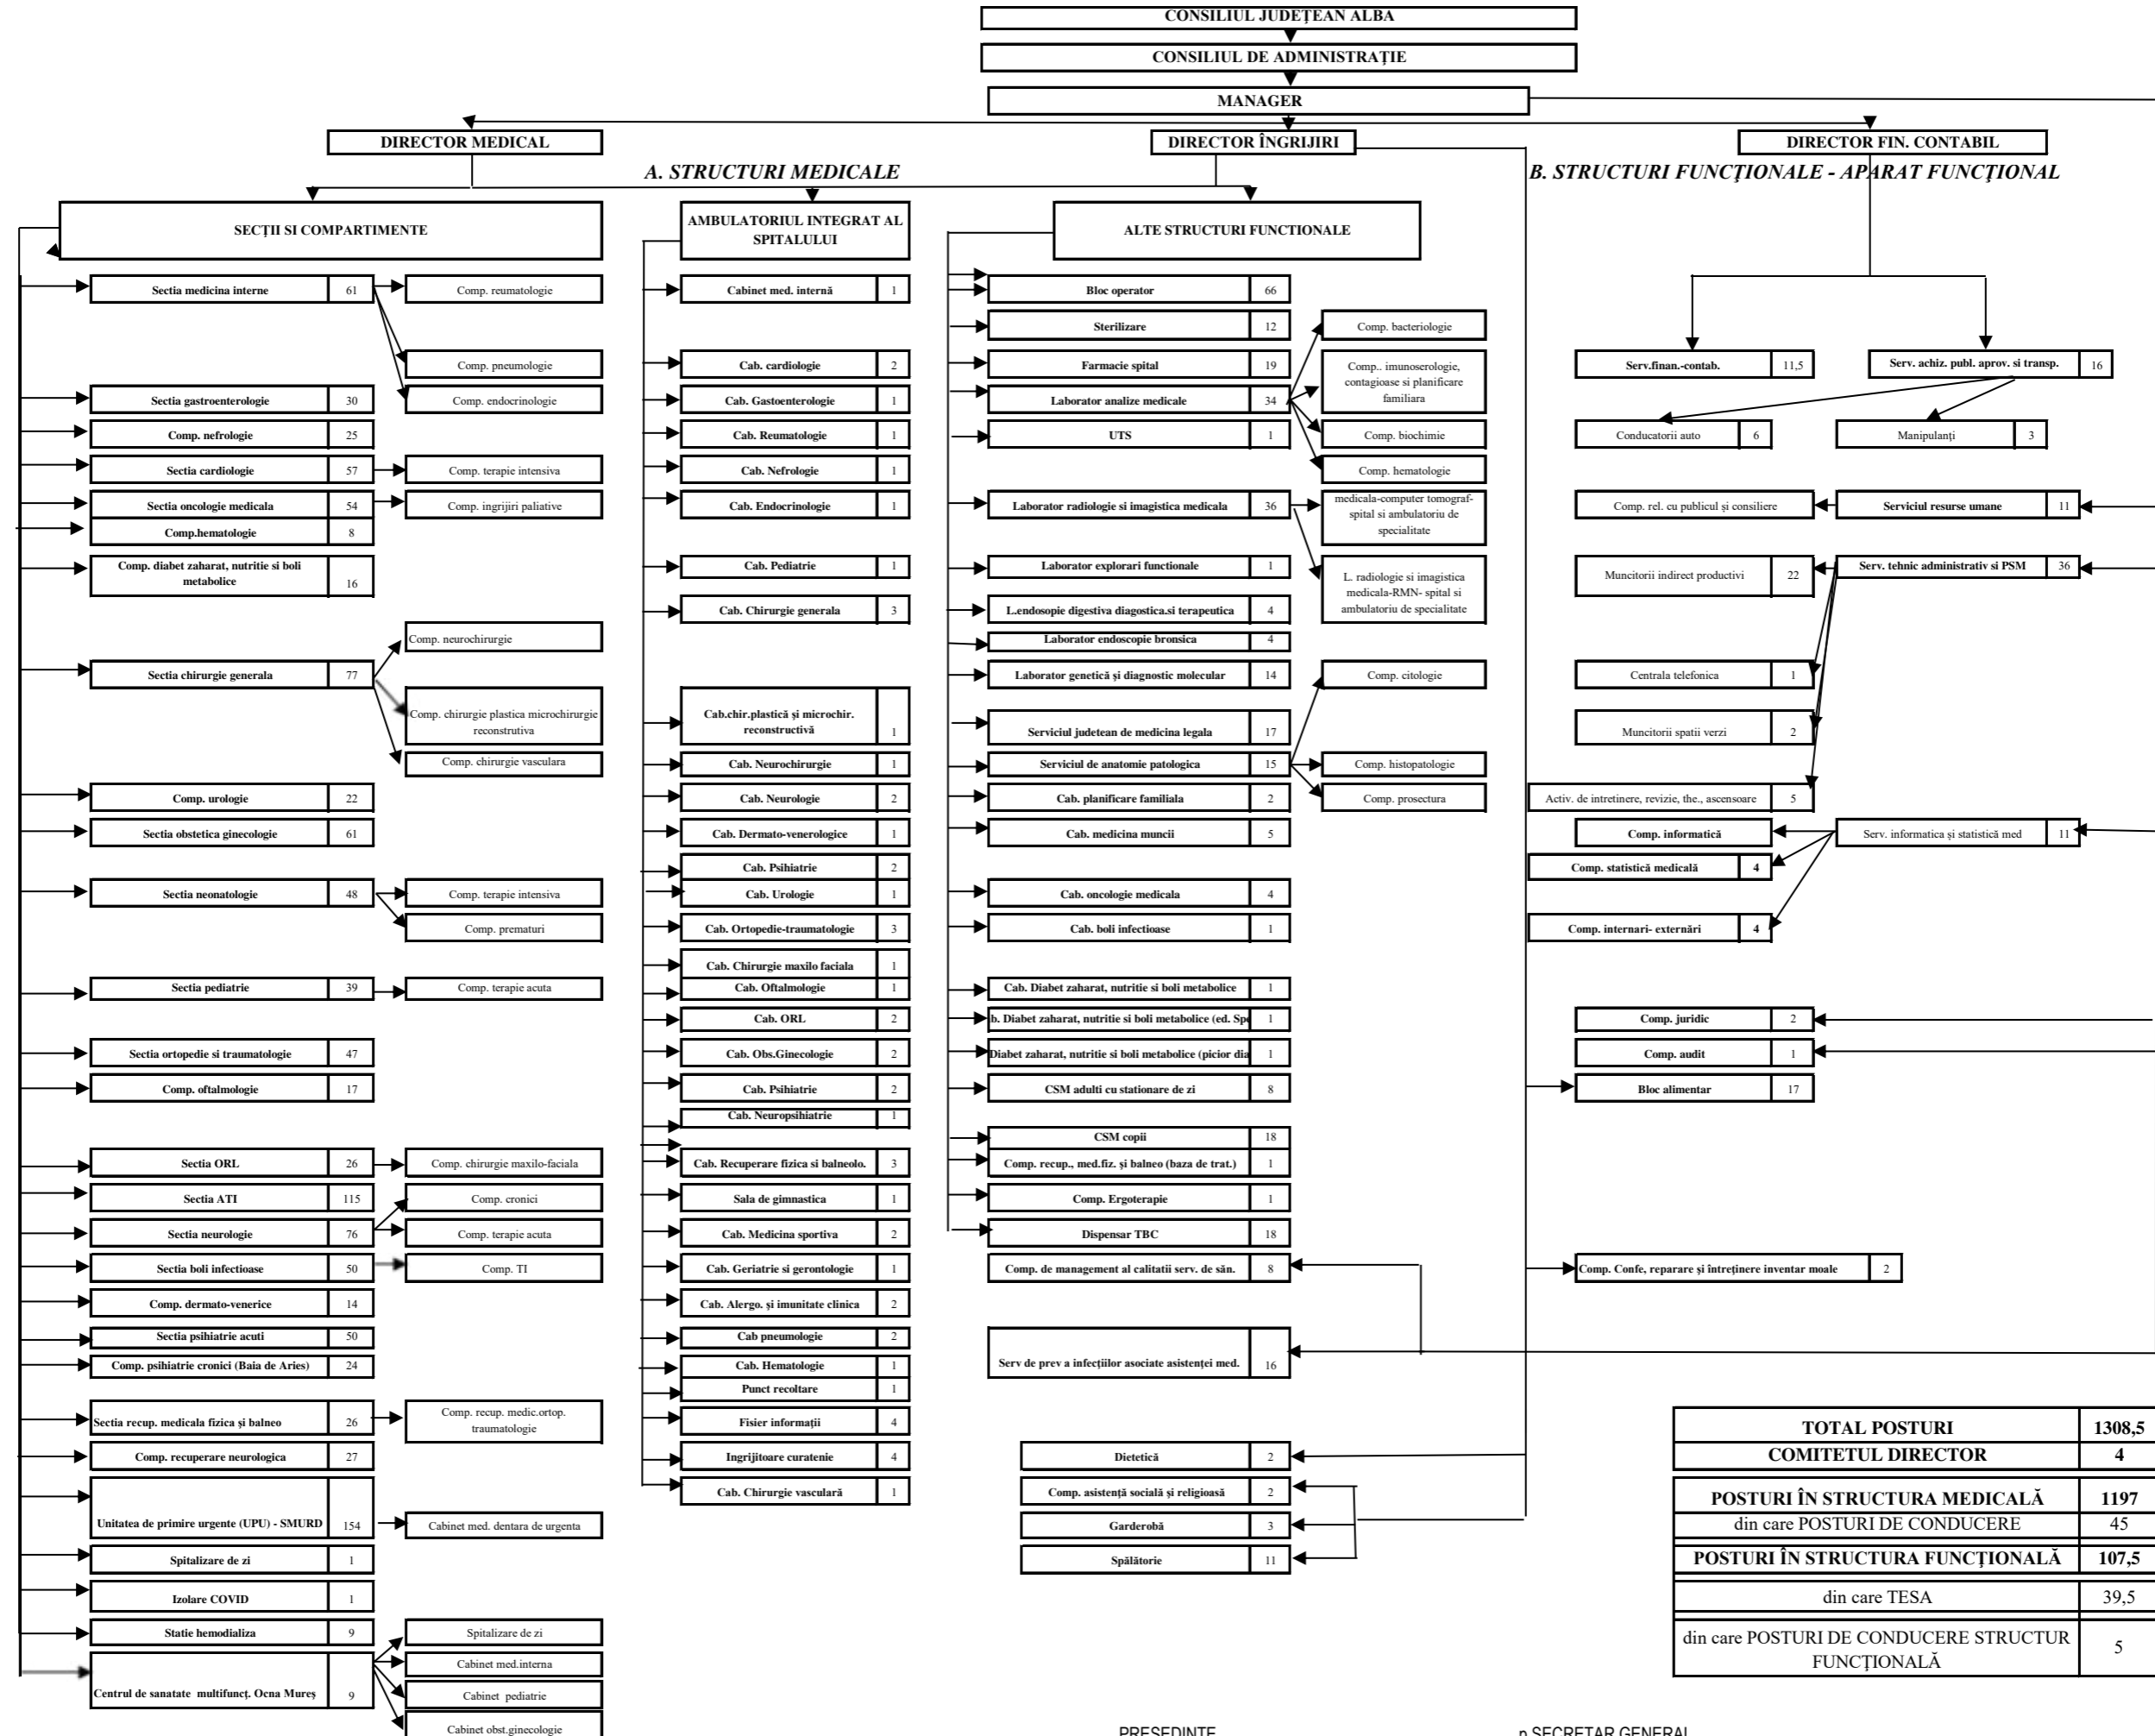 CONSILIUL JUDEȚEAN ALBA
CONSILIUL DE ADMINISTRAȚIE
MANAGER
DIRECTOR MEDICAL
DIRECTOR ÎNGRIJIRI
DIRECTOR FIN. CONTABIL
A. STRUCTURI MEDICALE
B. STRUCTURI FUNCȚIONALE - APARAT FUNCȚIONAL
SECȚII SI COMPARTIMENTE
Sectia medicina interne 61
Comp. reumatologie
Comp. pneumologie
Comp. endocrinologie
Sectia gastroenterologie 30
Comp. nefrologie 25
Sectia cardiologie 57
Comp. terapie intensiva
Sectia oncologie medicala 54
Comp. ingrijiri paliative
Comp.hematologie 8
Comp. diabet zaharat, nutritie si boli
metabolice 16
Comp. neurochirurgie
Sectia chirurgie generala 77
Comp. chirurgie plastica microchirurgie
reconstrutiva
Comp. chirurgie vasculara
Comp. urologie 22
Sectia obstetica ginecologie 61
Sectia neonatologie 48
Comp. terapie intensiva
Comp. prematuri
Sectia pediatrie 39
Comp. terapie acuta
Sectia ortopedie si traumatologie 47
Comp. oftalmologie 17
Sectia ORL 26
Comp. chirurgie maxilo-faciala
Sectia ATI 115
Comp. cronici
Sectia neurologie 76
Comp. terapie acuta
Sectia boli infectioase 50
Comp. TI
Comp. dermato-venerice 14
Sectia psihiatrie acuti 50
Comp. psihiatrie cronici (Baia de Aries) 24
Sectia recup. medicala fizica și balneo 26
Comp. recup. medic.ortop.
traumatologie
Comp. recuperare neurologica 27
Unitatea de primire urgente (UPU) - SMURD 154
Cabinet med. dentara de urgenta
Spitalizare de zi 1
Izolare COVID 1
Statie hemodializa 9
Spitalizare de zi
Cabinet med.interna
Centrul de sanatate multifuncț. Ocna Mureș 9
Cabinet pediatrie
Cabinet obst.ginecologie
AMBULATORIUL INTEGRAT AL
SPITALULUI
Cabinet med. internă 1
Cab. cardiologie 2
Cab. Gastoenterologie 1
Cab. Reumatologie 1
Cab. Nefrologie 1
Cab. Endocrinologie 1
Cab. Pediatrie 1
Cab. Chirurgie generala 3
Cab.chir.plastică și microchir.
reconstructivă 1
Cab. Neurochirurgie 1
Cab. Neurologie 2
Cab. Dermato-venerologice 1
Cab. Psihiatrie 2
Cab. Urologie 1
Cab. Ortopedie-traumatologie 3
Cab. Chirurgie maxilo faciala 1
Cab. Oftalmologie 1
Cab. ORL 2
Cab. Obs.Ginecologie 2
Cab. Psihiatrie 2
Cab. Neuropsihiatrie 1
Cab. Recuperare fizica si balneolo. 3
Sala de gimnastica 1
Cab. Medicina sportiva 2
Cab. Geriatrie si gerontologie 1
Cab. Alergo. și imunitate clinica 2
Cab pneumologie 2
Cab. Hematologie 1
Punct recoltare 1
Fisier informații 4
Ingrijitoare curatenie 4
Cab. Chirurgie vasculară 1
ALTE STRUCTURI FUNCTIONALE
Bloc operator 66
Sterilizare 12
Comp. bacteriologie
Farmacie spital 19
Comp.. imunoserologie,
contagioase si planificare
familiara
Laborator analize medicale 34
UTS 1
Comp. biochimie
Comp. hematologie
Laborator radiologie si imagistica medicala 36
medicala-computer tomograf-
spital si ambulatoriu de
specialitate
Laborator explorari functionale 1
L. radiologie si imagistica
medicala-RMN- spital si
ambulatoriu de specialitate
L.endosopie digestiva diagostica.si terapeutica 4
Laborator endoscopie bronsica 4
Laborator genetică și diagnostic molecular 14
Comp. citologie
Serviciul judetean de medicina legala 17
Serviciul de anatomie patologica 15
Comp. histopatologie
Cab. planificare familiala 2
Comp. prosectura
Cab. medicina muncii 5
Cab. oncologie medicala 4
Cab. boli infectioase 1
Cab. Diabet zaharat, nutritie si boli metabolice 1
b. Diabet zaharat, nutritie si boli metabolice (ed. Spe 1
Diabet zaharat, nutritie si boli metabolice (picior dia 1
CSM adulti cu stationare de zi 8
CSM copii 18
Comp. recup., med.fiz. și balneo (baza de trat.) 1
Comp. Ergoterapie 1
Dispensar TBC 18
Comp. de management al calitatii serv. de săn. 8
Serv de prev a infecțiilor asociate asistenței med. 16
Dietetică 2
Comp. asistență socială și religioasă 2
Garderobă 3
Spălătorie 11
Serv.finan.-contab. 11,5
Serv. achiz. publ. aprov. si transp. 16
Conducatorii auto 6
Manipulanți 3
Comp. rel. cu publicul și consiliere
Serviciul resurse umane 11
Muncitorii indirect productivi 22
Serv. tehnic administrativ si PSM 36
Centrala telefonica 1
Muncitorii spatii verzi 2
Activ. de intretinere, revizie, the., ascensoare 5
Comp. informatică
Serv. informatica și statistică med 11
Comp. statistică medicală 4
Comp. internari- externări 4
Comp. juridic 2
Comp. audit 1
Bloc alimentar 17
Comp. Confe, reparare și întreținere inventar moale 2
TOTAL POSTURI 1308,5
COMITETUL DIRECTOR 4
POSTURI ÎN STRUCTURA MEDICALĂ 1197
din care POSTURI DE CONDUCERE 45
POSTURI ÎN STRUCTURA FUNCȚIONALĂ 107,5
din care TESA 39,5
din care POSTURI DE CONDUCERE STRUCTUR
FUNCȚIONALĂ 5
PRESEDINTE
p SECRETAR GENERAL